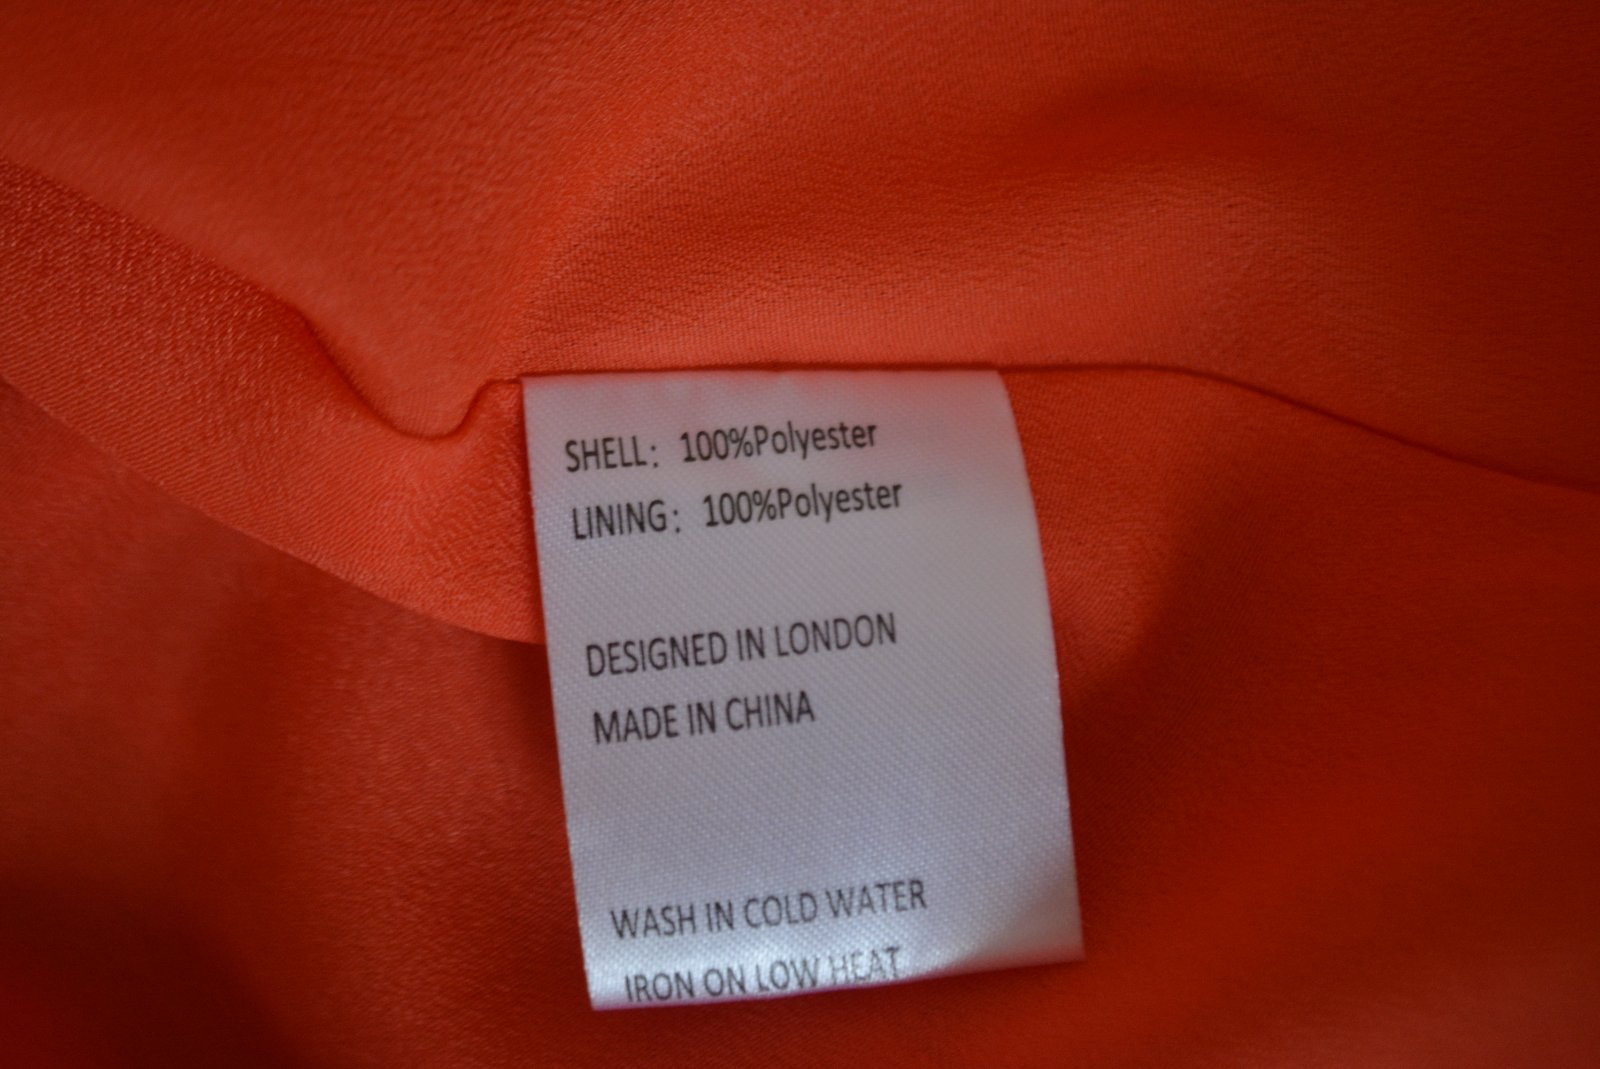 SHELL: 100%Polyester
LINING: 100%Polyester
DESIGNED IN LONDON
MADE IN CHINA
WASH IN COLD WATER
IRON ON LOW HEAT